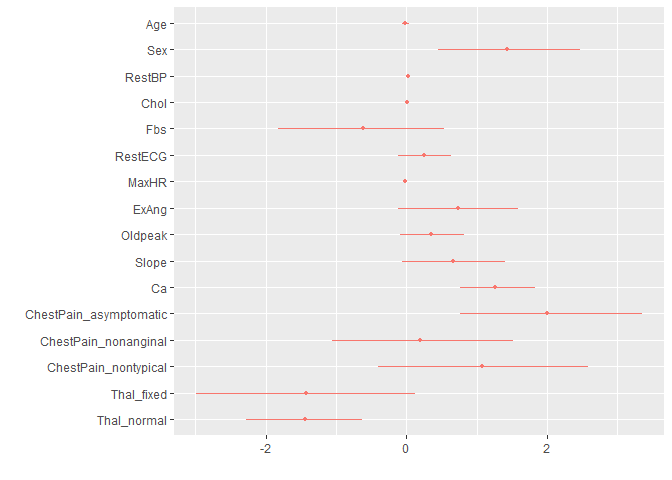 Age
Sex
RestBP
Chol
Fbs
RestECG
MaxHR
ExAng
Oldpeak
Slope
Ca
ChestPain_asymptomatic
ChestPain_nonanginal
ChestPain_nontypical
Thal_fixed
Thal_normal
-2 0 2